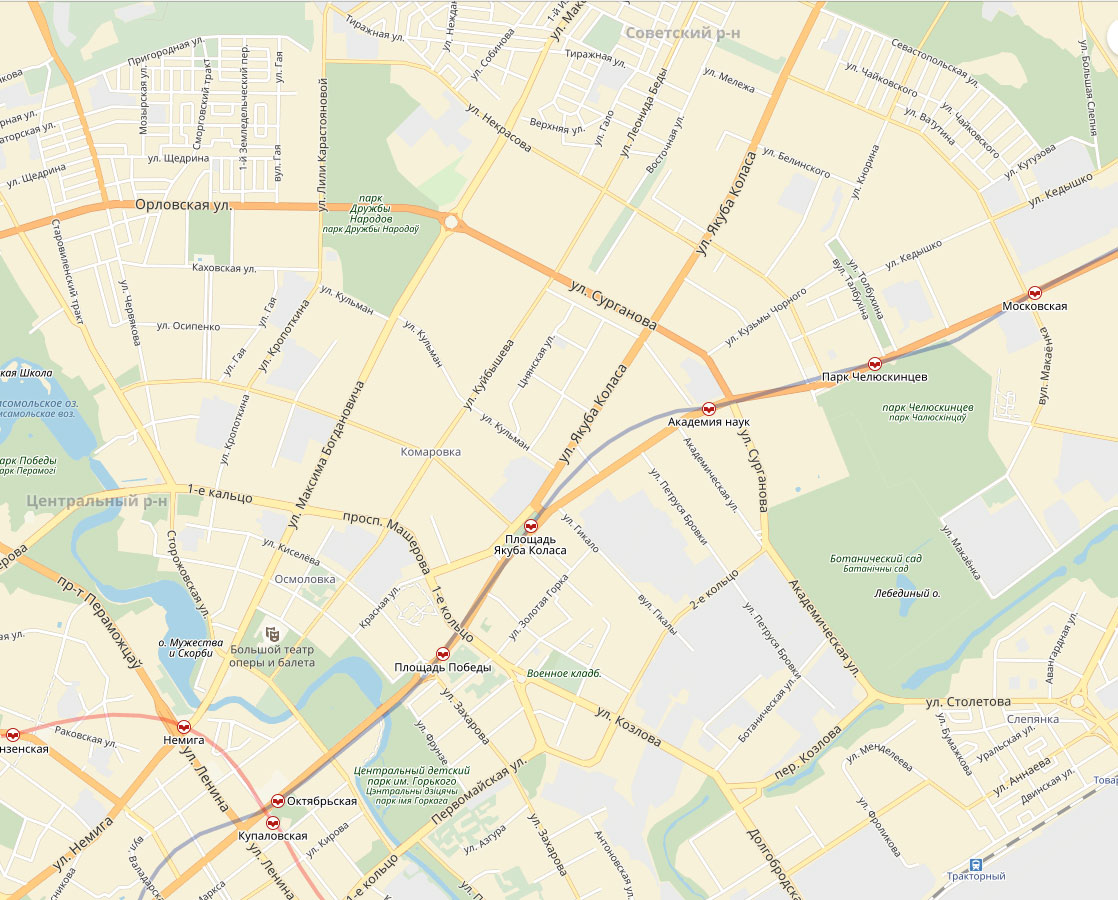 Советский р-н
Тиражная ул.
ул. Собинова
Тиражная ул.
Севастопольская ул.
ул. Чайковского
ул. Большая Слепня
Пригородная ул.
Мозырская ул.
Сморговский тракт
1-й Земледельческий пер.
ул. Гая
вул. Гая
ул. Лили Карастояновой
ул. Мележа
ул. Некрасова
Верхняя ул.
ул. Гало
ул. Леонида Беды
Восточная ул.
ул. Ватутина
ул. Чайковского
ул. Щедрина
ул. Щедрина
ул. Белинского
ул. Кнорина
ул. Кутузова
ул. Кедышко
Орловская ул.
парк
Дружбы
Народов
парк Дружбы Народаў
ул. Якуба Коласа
Старовиленский тракт
Каховская ул.
ул. Кедышко
ул. Толбухина
вул. Талбухіна
ул. Червякова
ул. Осипенко
ул. Гая
ул. Гая
ул. Кропоткина
ул. Кульман
ул. Кульман
ул. Сурганова
ул. Кузьмы Чорного
Московская
вул. Макаёнка
Парк Челюскинцев
парк Челюскинцев
парк Чалюскінцаў
Академия наук
ул. Куйбышева
Цнянская ул.
ул. Якуба Коласа
ул. Кульман
ул. Кропоткина
ул. Максима Богдановича
Комаровка
Центральный р-н
1-е кальцо
просп. Машерова
ул. Сурганова
Академическая ул.
ул. Петруся Бровки
Площадь
Якуба Коласа
ул. Гикало
ул. Макаёнка
Ботанический сад
Батанічны сад
Лебединый о.
Сторожовская ул.
ул. Киселёва
Осмоловка
Красная ул.
1-е кольцо
ул. Золотая Горка
вул. Гікалы
2-е кольцо
ул. Петруся Бровки
Академическая ул.
Авангардная ул.
пр-т Пераможцаў
о. Мужества
и Скорби
Большой театр
оперы и балета
Площадь Победы
Военное кладб.
Ботаническая ул.
ул. Столетова
Слепянка
Немига
Раковская ул.
ул. Захарова
ул. Фрунзе
ул. Козлова
пер. Козлова
ул. Менделеева
ул. Бумажкова
Уральская ул.
ул. Аннаева
Двинская ул.
ул. Ленина
Центральный детский
парк им. Горького
Цэнтральны дзіцячы
парк імя Горкага
Первомайская ул.
Октябрьская
Купаловская
ул. Немига
ул. Кирова
ул. Ленина
1-е кольцо
ул. Азгура
ул. Захарова
Антоновская ул.
ул. Фроликова
Тракторный